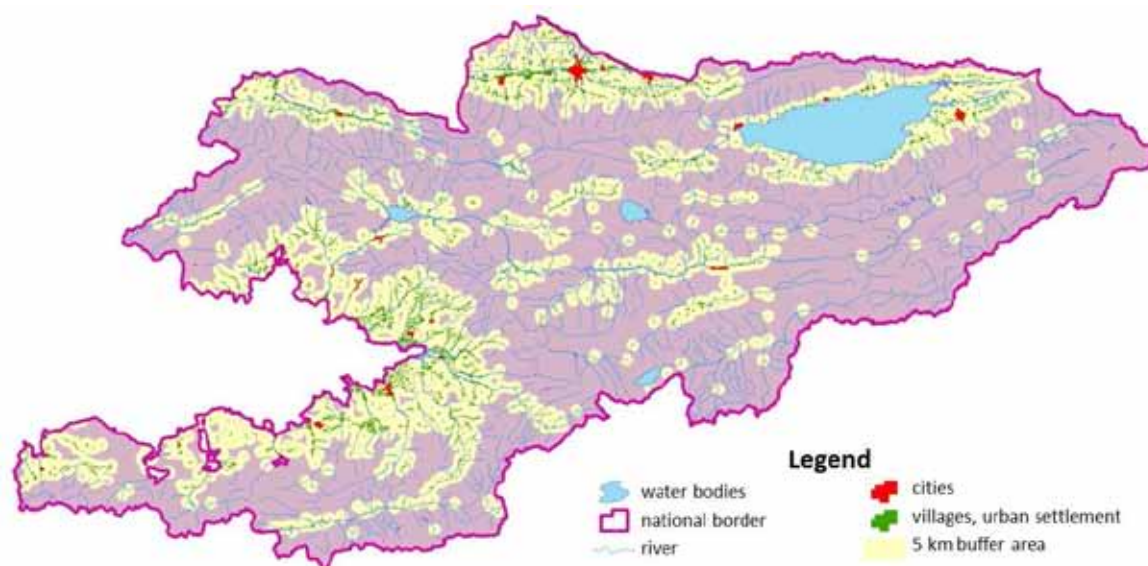 Legend
water bodies
national border
river
cities
villages, urban settlement
5 km buffer area